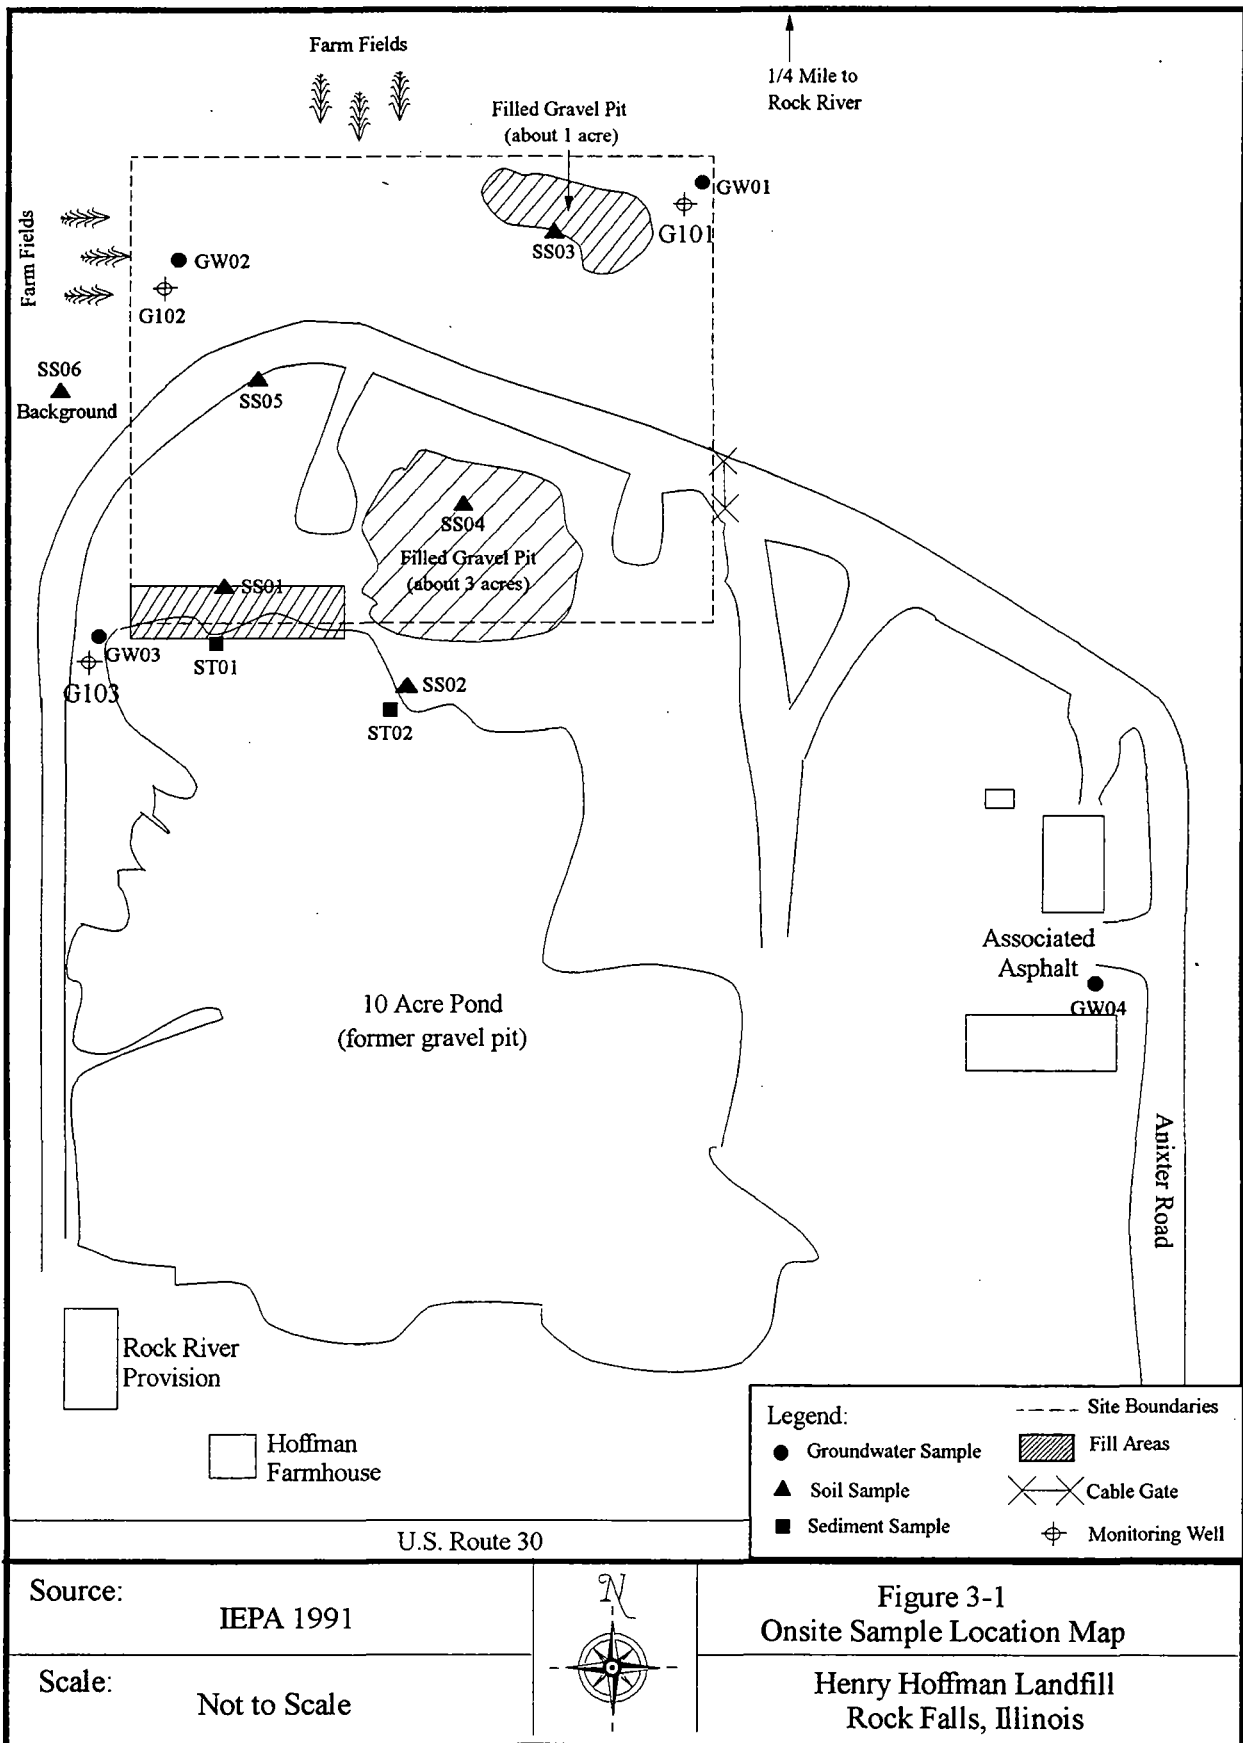 Farm Fields
1/4 Mile to
Rock River
Filled Gravel Pit
(about 1 acre)
GW01
G101
SS03
Farm Fields
GW02
G102
SS06
Background
SS05
SS04
Filled Gravel Pit
(about 3 acres)
SS01
GW03
G103
ST01
SS02
ST02
Associated
Asphalt
GW04
10 Acre Pond
(former gravel pit)
Anixter Road
Rock River
Provision
Hoffman
Farmhouse
U.S. Route 30
Legend:
Groundwater Sample
Soil Sample
Sediment Sample
Site Boundaries
Fill Areas
Cable Gate
Monitoring Well
Source:
IEPA 1991
Scale:
Not to Scale
N
Figure 3-1
Onsite Sample Location Map
Henry Hoffman Landfill
Rock Falls, Illinois